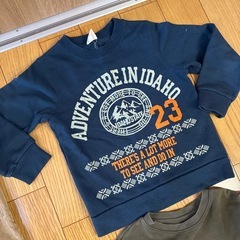 ADVENTURE IN IDAHO
23
THERE'S A LOT MORE
TO SEE AND DO IN